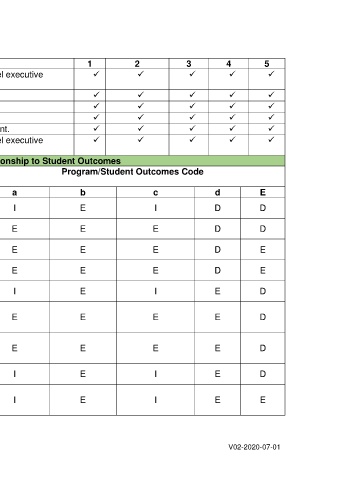 1 2 3 4 5
el executive ✓ ✓ ✓ ✓ ✓
✓ ✓ ✓ ✓ ✓
✓ ✓ ✓ ✓ ✓
✓ ✓ ✓ ✓ ✓
nt. ✓ ✓ ✓ ✓ ✓
el executive ✓ ✓ ✓ ✓ ✓
onship to Student Outcomes
Program/Student Outcomes Code
a b c d E
I E I D D
E E E D D
E E E D E
E E E D E
I E I E D
E E E E D
E E E E D
I E I E D
I E I E E
V02-2020-07-01